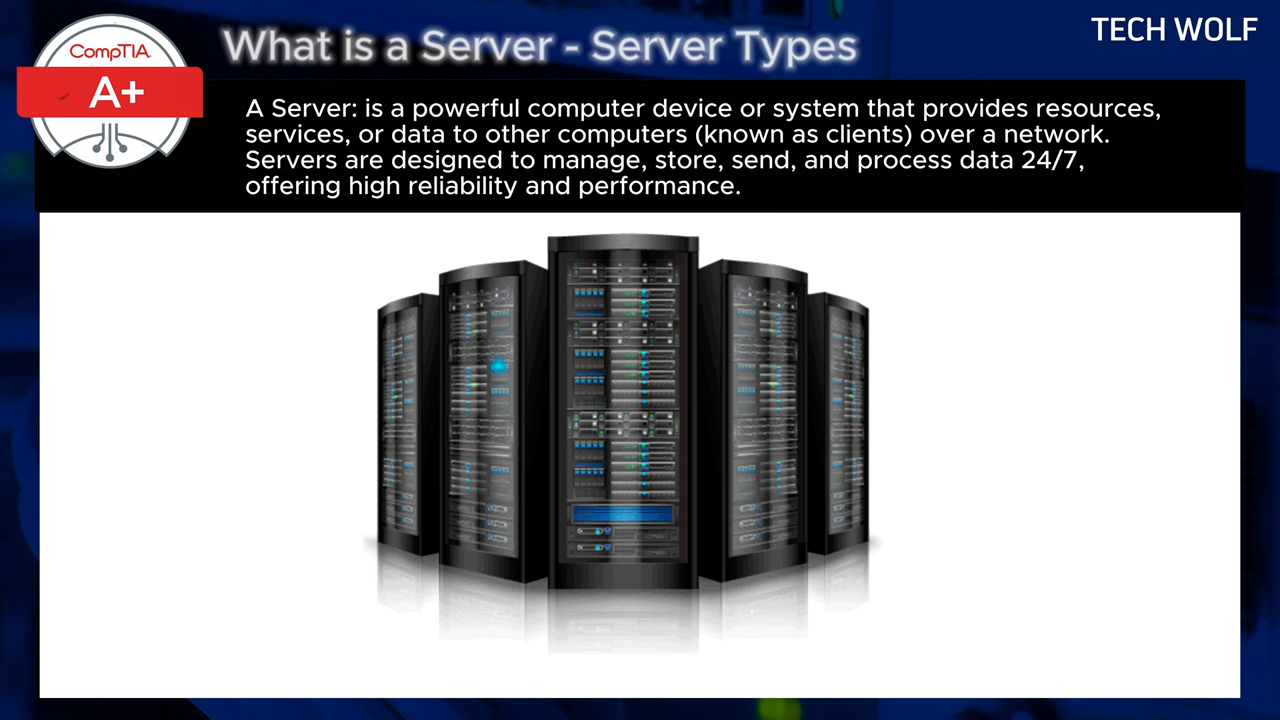 CompTIA.
A+
What is a Server - Server Types
TECH WOLF
A Server: is a powerful computer device or system that provides resources,
services, or data to other computers (known as clients) over a network.
Servers are designed to manage, store, send, and process data 24/7,
offering high reliability and performance.